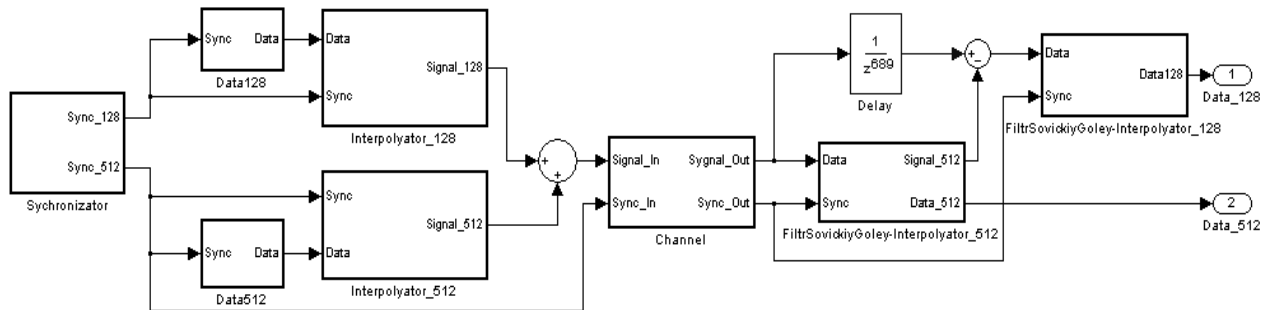 Sync_128
Sync_512
Sychronizator
Sync
Data
Data128
Data
Sync
Signal_128
Interpolyator_128
Sync
Data
Signal_512
Interpolyator_512
Sync
Data
Data512
+
+
Signal_In
Sync_In
Sygnal_Out
Sync_Out
Channel
1
z^689
Delay
+
−
Data
Sync
Signal_512
Data_512
FiltrSovickiyGoley-Interpolyator_512
Data
Sync
Data128
FiltrSovickiyGoley-Interpolyator_128
1
Data_128
2
Data_512